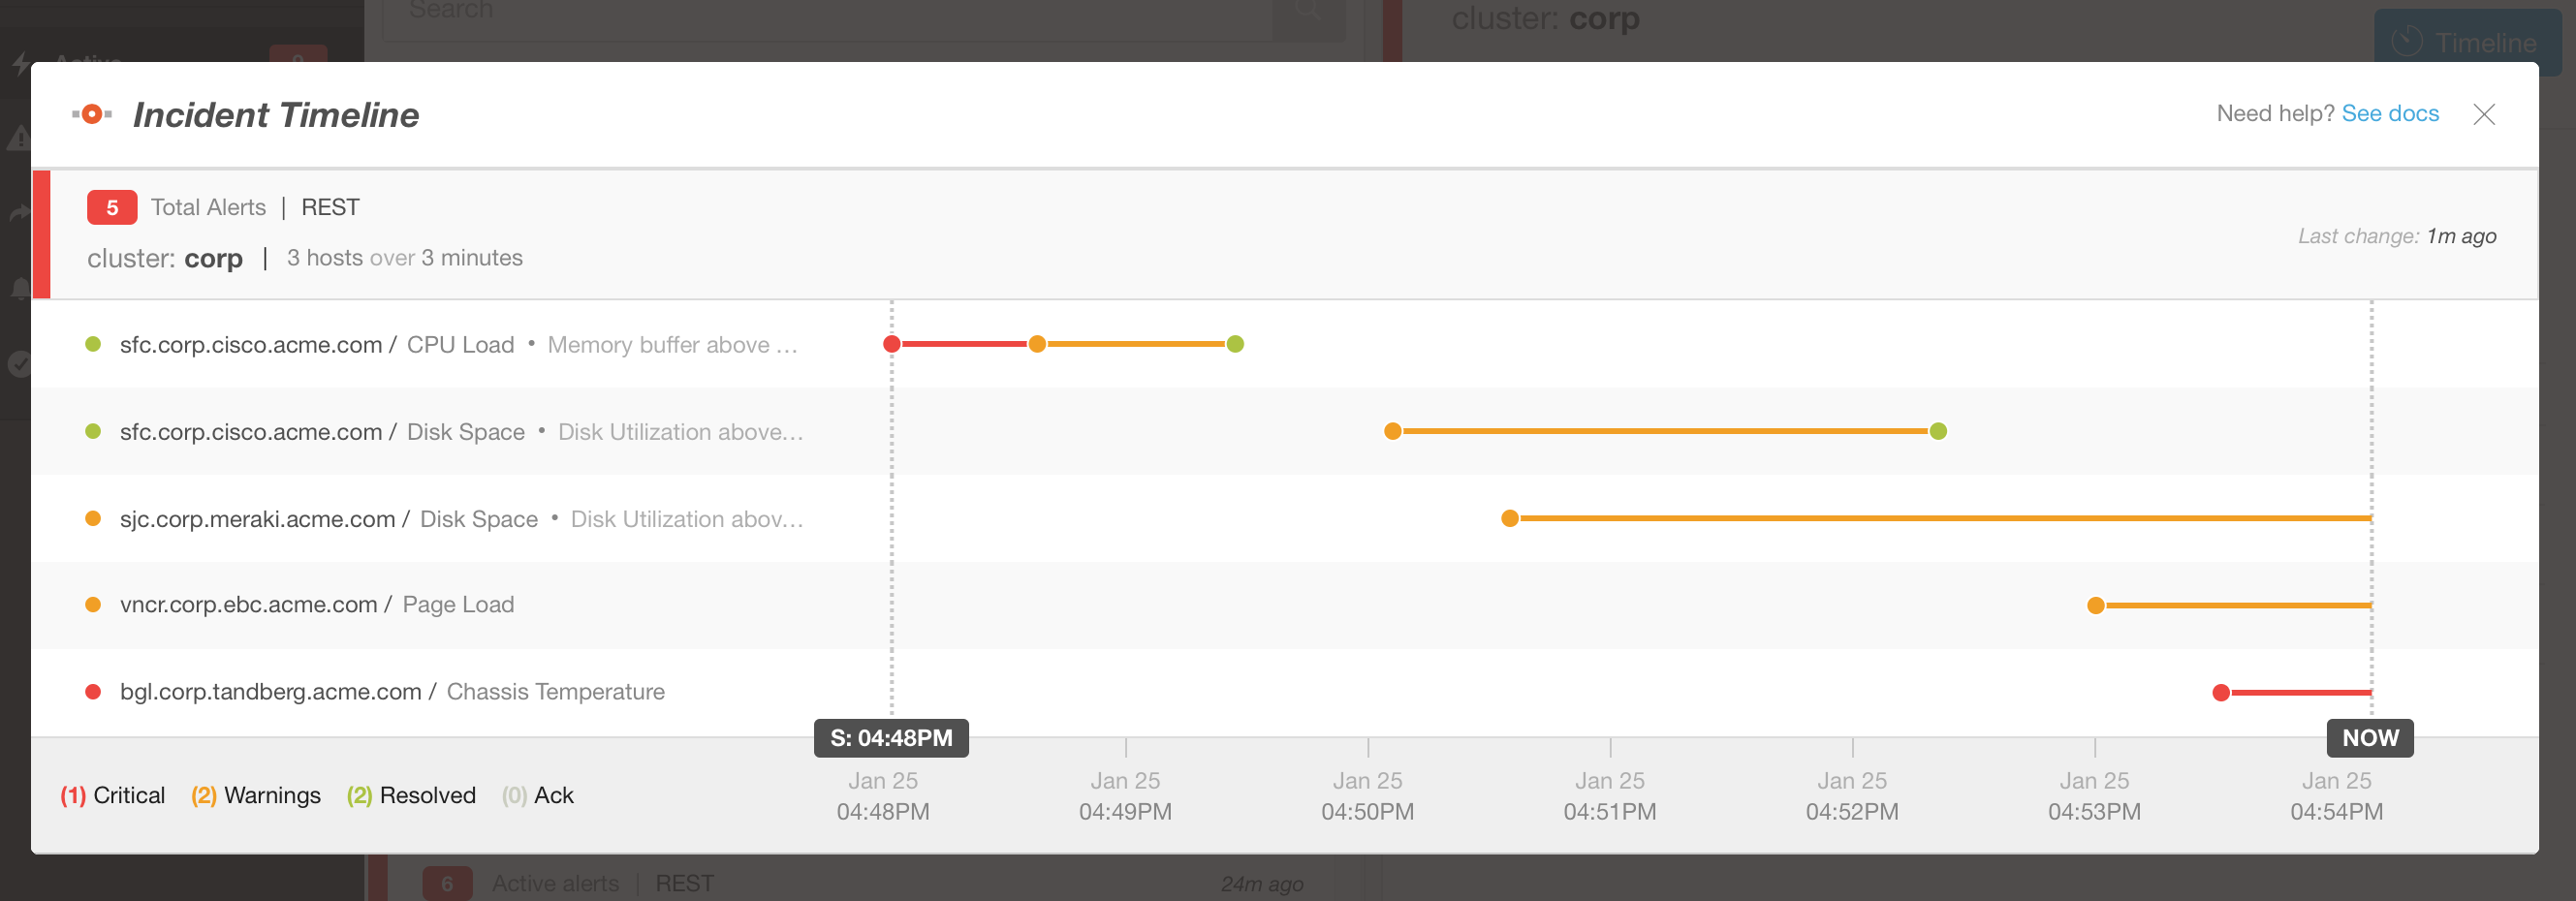 Search
cluster: corp
Timeline
Active
Incident Timeline
Need help? See docs
5 Total Alerts | REST
cluster: corp | 3 hosts over 3 minutes
Last change: 1m ago
sfc.corp.cisco.acme.com / CPU Load • Memory buffer above ...
sfc.corp.cisco.acme.com / Disk Space • Disk Utilization above...
sjc.corp.meraki.acme.com / Disk Space • Disk Utilization abov...
vncr.corp.ebc.acme.com / Page Load
bgl.corp.tandberg.acme.com / Chassis Temperature
S: 04:48PM
NOW
(1) Critical (2) Warnings (2) Resolved (0) Ack
Jan 25 Jan 25 Jan 25 Jan 25 Jan 25 Jan 25 Jan 25
04:48PM 04:49PM 04:50PM 04:51PM 04:52PM 04:53PM 04:54PM
6 Active alerts | REST
24m ago